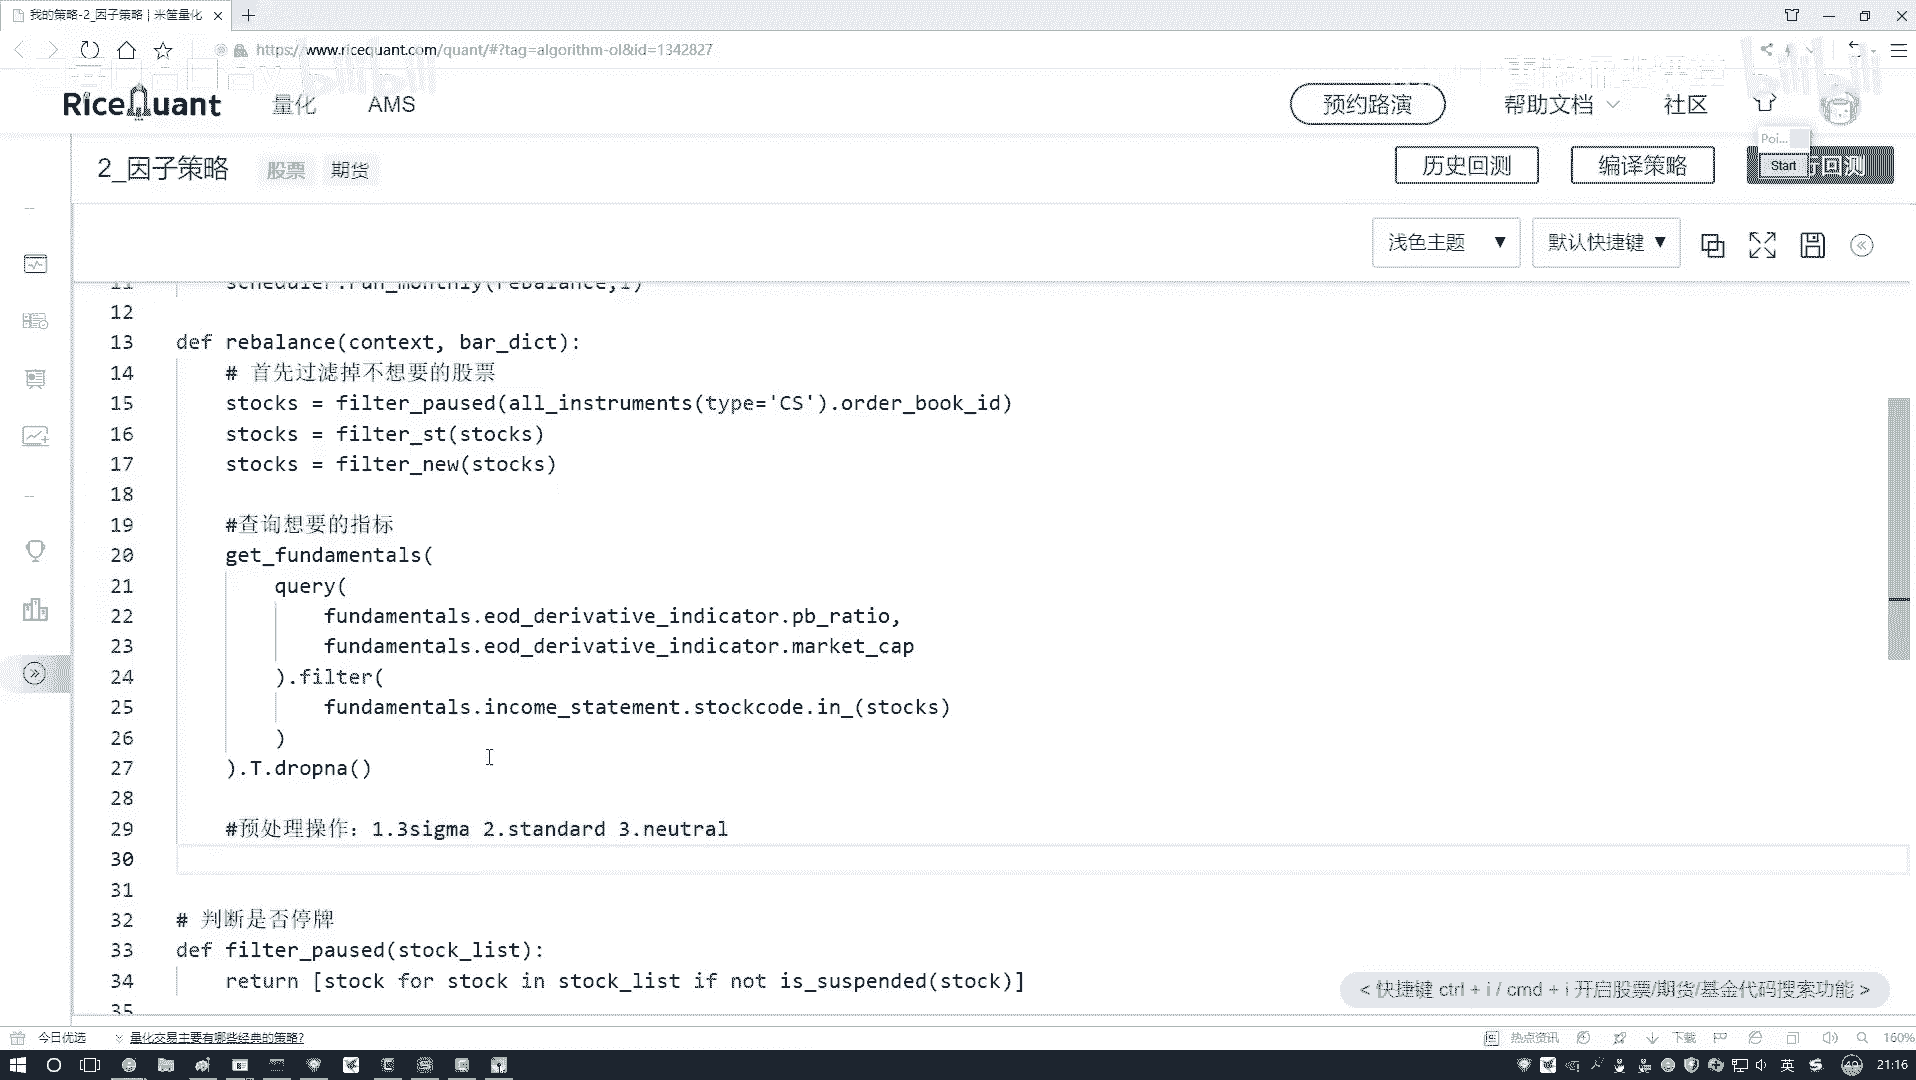 我的策略-2_因子策略 | 米筐量化
https://www.ricequant.com/quant/#?tag=algorithm-ol&id=1342827
RiceQuant 量化 AMS 预约路演 帮助文档 社区
Poi...
2_因子策略 股票 期货 历史回测 编译策略 Start 回测
浅色主题 ▼ 默认快捷键 ▼
11 scheduler.run_monthly(rebalance,1)
12
13 def rebalance(context, bar_dict):
14 # 首先过滤掉不想要的股票
15 stocks = filter_paused(all_instruments(type='CS').order_book_id)
16 stocks = filter_st(stocks)
17 stocks = filter_new(stocks)
18
19 #查询想要的指标
20 get_fundamentals(
21 query(
22 fundamentals.eod_derivative_indicator.pb_ratio,
23 fundamentals.eod_derivative_indicator.market_cap
24 ).filter(
25 fundamentals.income_statement.stockcode.in_(stocks)
26 )
27 ).T.dropna()
28
29 #预处理操作：1.3sigma 2.standard 3.neutral
30
31
32 # 判断是否停牌
33 def filter_paused(stock_list):
34 return [stock for stock in stock_list if not is_suspended(stock)]
35
< 快捷键 ctrl + i / cmd + i 开启股票/期货/基金代码搜索功能 >
今日优选 量化交易主要有哪些经典的策略? 热点资讯 下载 160%
英 49 21:16